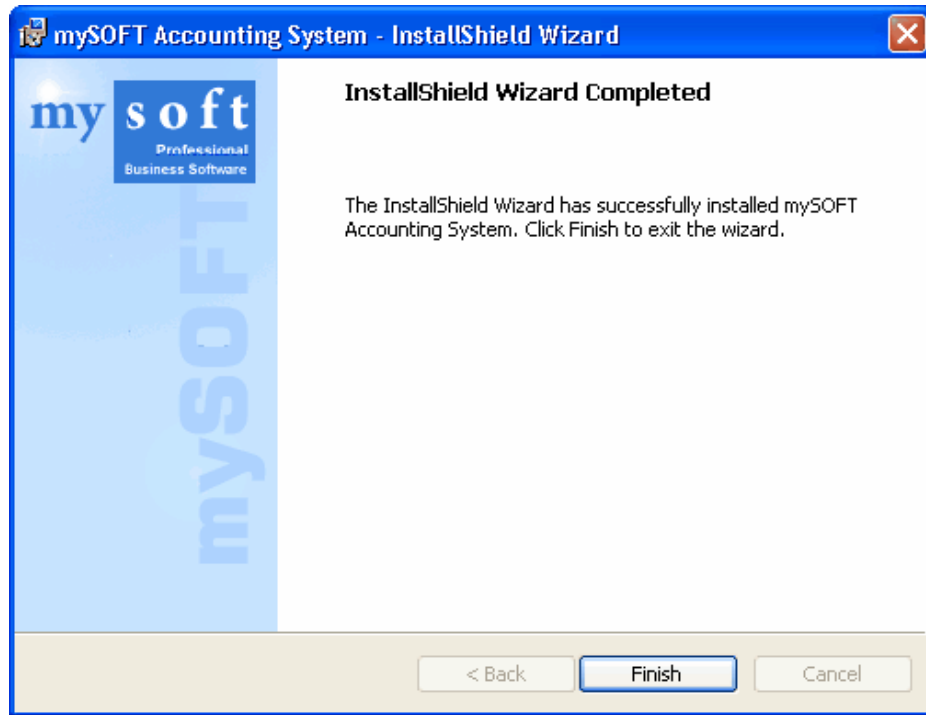 mySOFT Accounting System - InstallShield Wizard
my soft
Professional
Business Software
mySOFT
InstallShield Wizard Completed
The InstallShield Wizard has successfully installed mySOFT
Accounting System. Click Finish to exit the wizard.
< Back
Finish
Cancel